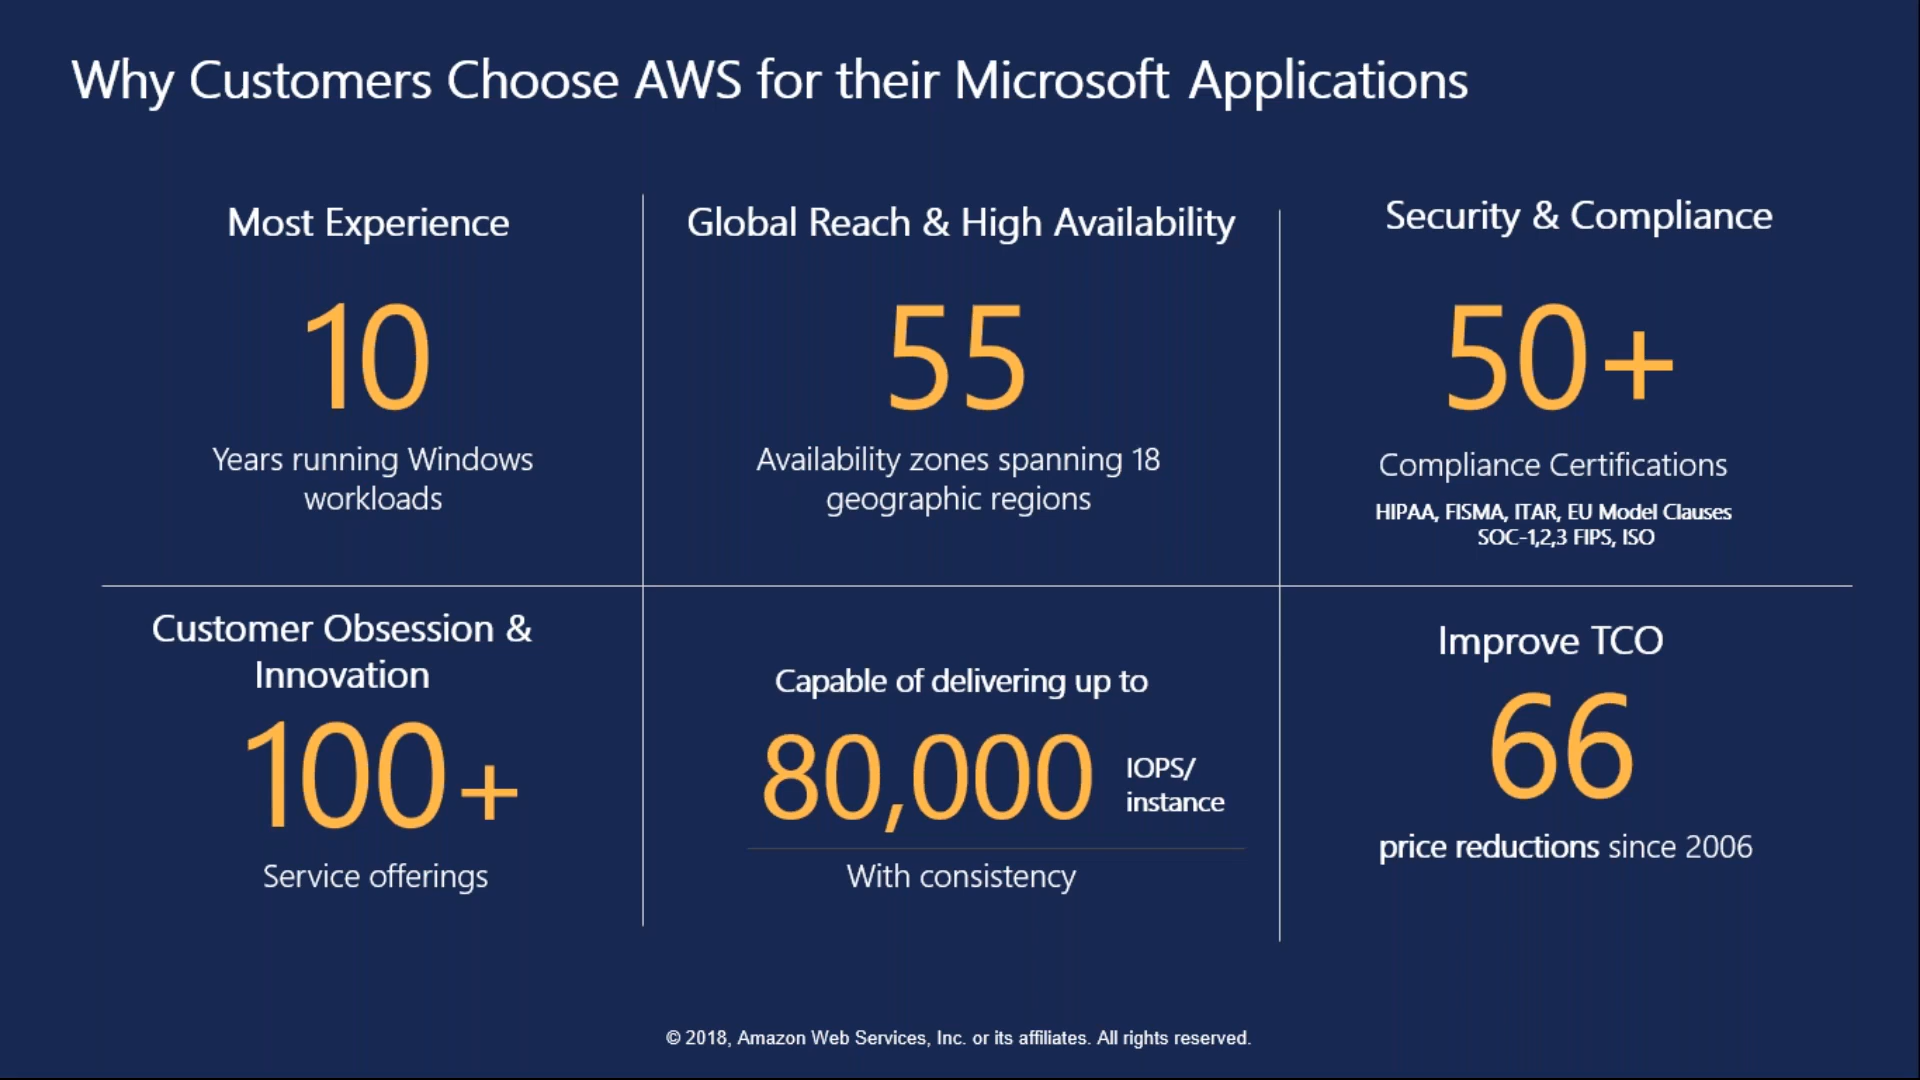 Why Customers Choose AWS for their Microsoft Applications
Most Experience
10
Years running Windows
workloads
Global Reach & High Availability
55
Availability zones spanning 18
geographic regions
Security & Compliance
50+
Compliance Certifications
HIPAA, FISMA, ITAR, EU Model Clauses
SOC-1,2,3 FIPS, ISO
Customer Obsession &
Innovation
100+
Service offerings
Capable of delivering up to
80,000 IOPS/
instance
With consistency
Improve TCO
66
price reductions since 2006
© 2018, Amazon Web Services, Inc. or its affiliates. All rights reserved.